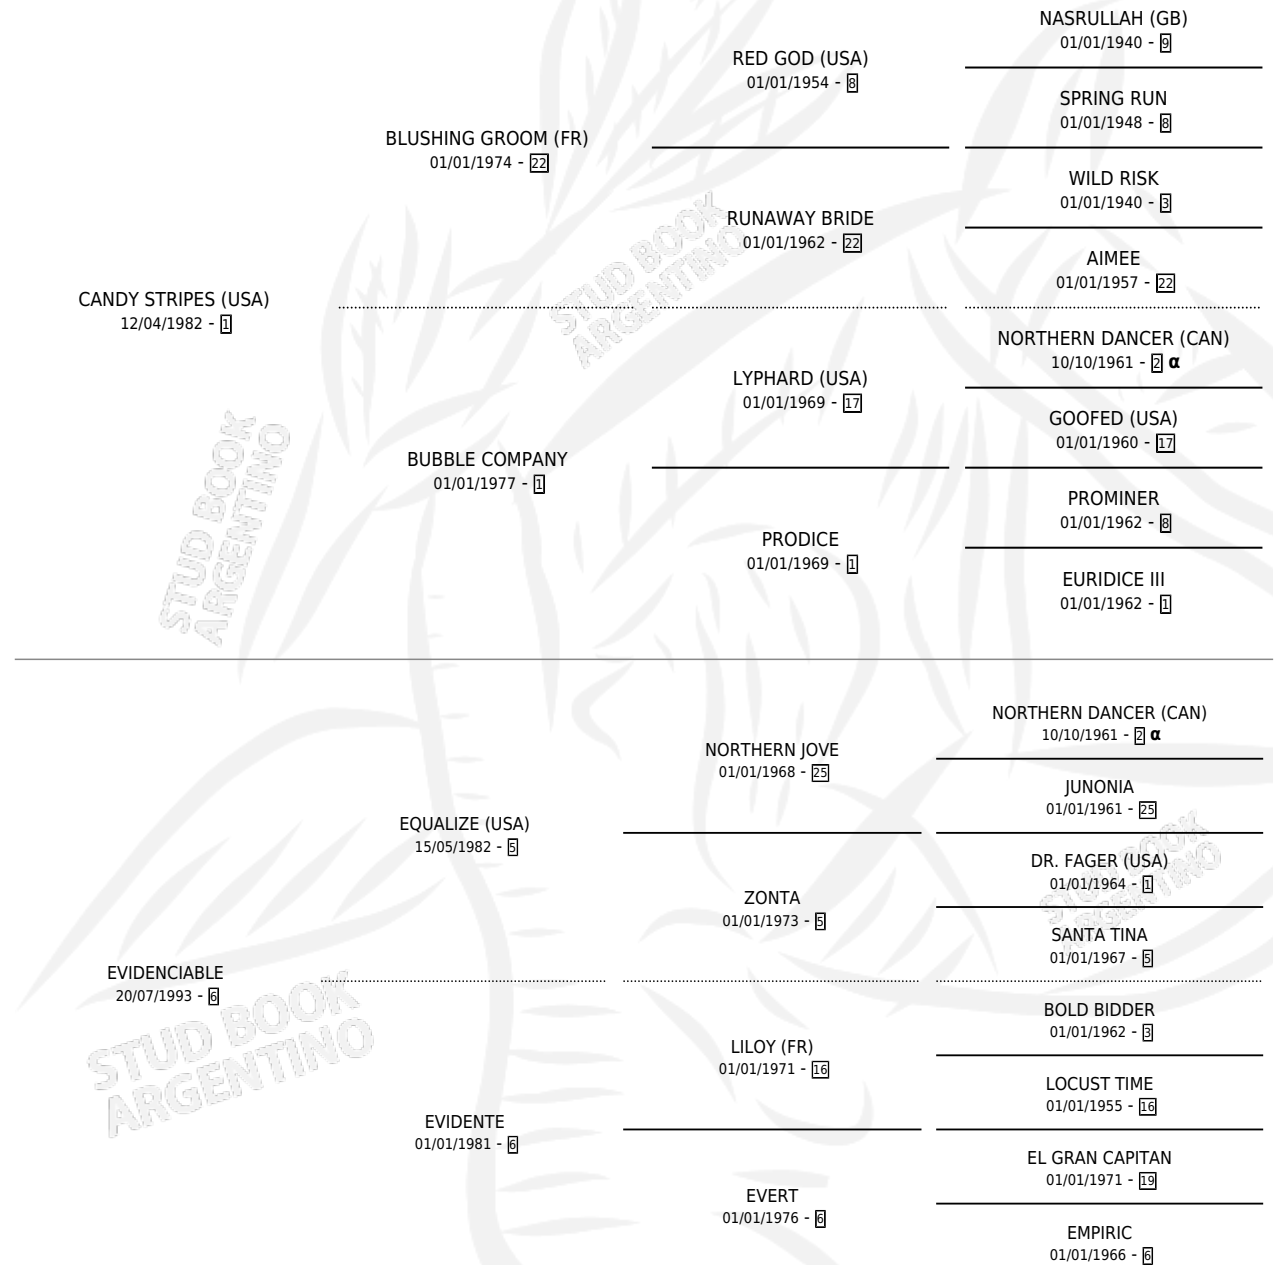 NASRULLAH (GB)
01/01/1940 - 9
RED GOD (USA)
01/01/1954 - 8
SPRING RUN
01/01/1948 - 8
BLUSHING GROOM (FR)
01/01/1974 - 22
WILD RISK
01/01/1940 - 3
RUNAWAY BRIDE
01/01/1962 - 22
AIMEE
01/01/1957 - 22
CANDY STRIPES (USA)
12/04/1982 - 1
NORTHERN DANCER (CAN)
10/10/1961 - 2 α
LYPHARD (USA)
01/01/1969 - 17
GOOFED (USA)
01/01/1960 - 17
BUBBLE COMPANY
01/01/1977 - 1
PROMINER
01/01/1962 - 8
PRODICE
01/01/1969 - 1
EURIDICE III
01/01/1962 - 1
NORTHERN DANCER (CAN)
10/10/1961 - 2 α
NORTHERN JOVE
01/01/1968 - 25
JUNONIA
01/01/1961 - 25
EQUALIZE (USA)
15/05/1982 - 5
DR. FAGER (USA)
01/01/1964 - 1
ZONTA
01/01/1973 - 5
SANTA TINA
01/01/1967 - 5
EVIDENCIABLE
20/07/1993 - 6
BOLD BIDDER
01/01/1962 - 3
LILOY (FR)
01/01/1971 - 16
LOCUST TIME
01/01/1955 - 16
EVIDENTE
01/01/1981 - 6
EL GRAN CAPITAN
01/01/1971 - 19
EVERT
01/01/1976 - 6
EMPIRIC
01/01/1966 - 6
STUD BOOK
ARGENTINO
STUD BOOK
ARGENTINO
STUD BOOK
ARGENTINO
STUD BOOK
ARGENTINO